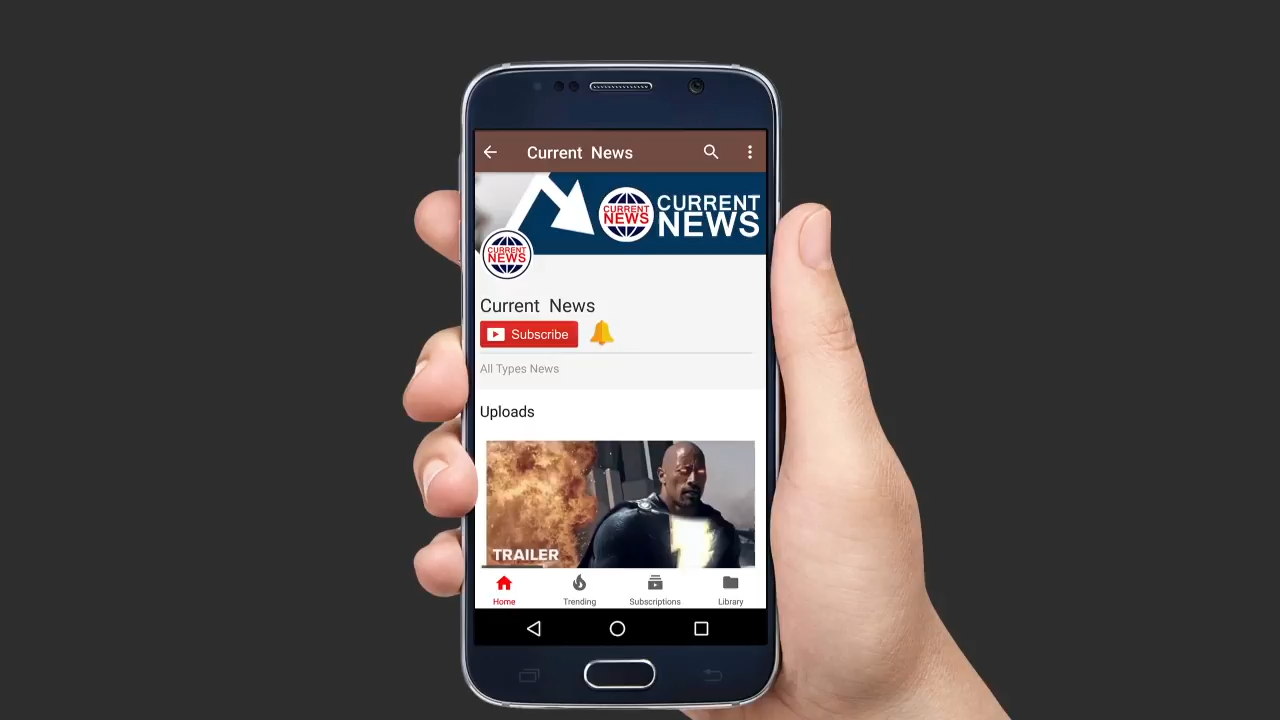 Current News
CURRENT
NEWS
CURRENT
NEWS
CURRENT
NEWS
Current News
Subscribe
All Types News
Uploads
TRAILER
Home Trending Subscriptions Library